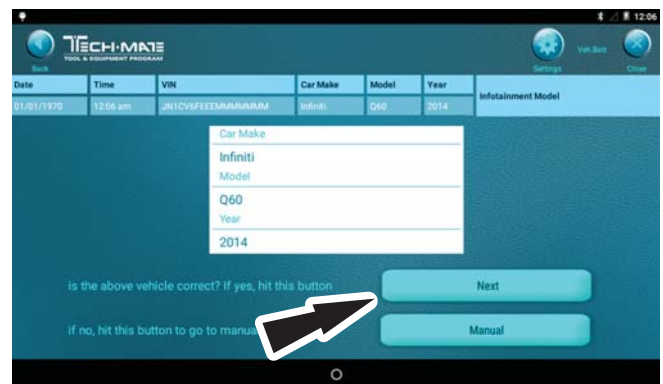 12:06
TECH·MATE
TOOL & EQUIPMENT PROGRAM
Back
Settings
Veh.Batt
Close
Date Time VIN Car Make Model Year Infotainment Model
01/01/1970 12:06 am Infiniti Q60 2014
Car Make
Infiniti
Model
Q60
Year
2014
is the above vehicle correct? If yes, hit this button
Next
if no, hit this button to go to manual
Manual